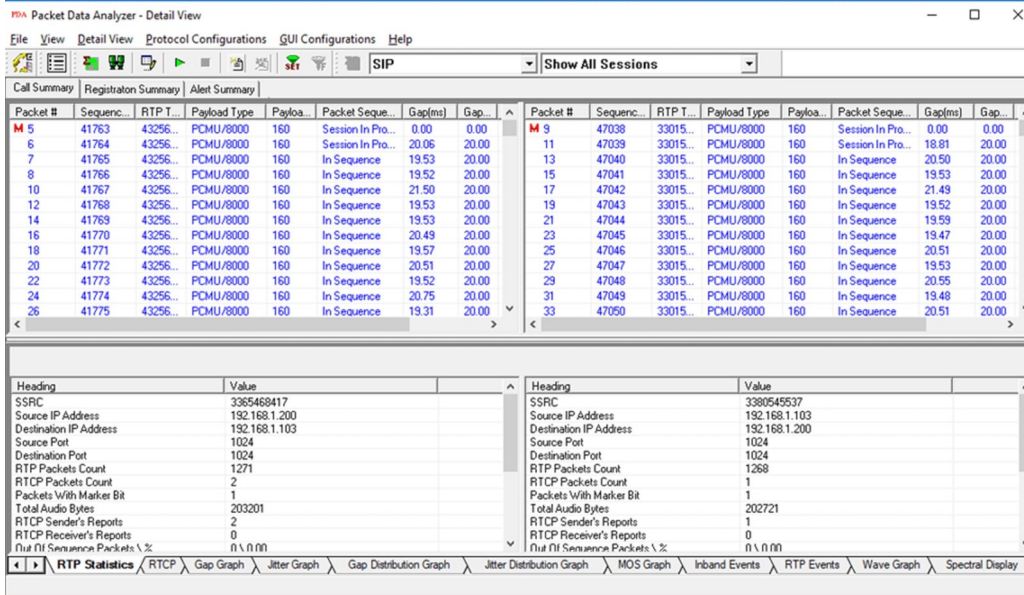 PDA Packet Data Analyzer - Detail View
File View Detail View Protocol Configurations GUI Configurations Help
SET SIP Show All Sessions
Call Summary Registraton Summary Alert Summary
Packet # Sequenc... RTP T... Payload Type Payloa... Packet Seque... Gap(ms) Gap... Packet # Sequenc... RTP T... Payload Type Payloa... Packet Seque... Gap(ms) Gap...
M 5 41763 43256... PCMU/8000 160 Session In Pro... 0.00 0.00 M 9 47038 33015... PCMU/8000 160 Session In Pro... 0.00 0.00
6 41764 43256... PCMU/8000 160 Session In Pro... 20.06 20.00 11 47039 33015... PCMU/8000 160 Session In Pro... 18.81 20.00
7 41765 43256... PCMU/8000 160 In Sequence 19.53 20.00 13 47040 33015... PCMU/8000 160 In Sequence 20.50 20.00
8 41766 43256... PCMU/8000 160 In Sequence 19.52 20.00 15 47041 33015... PCMU/8000 160 In Sequence 19.53 20.00
10 41767 43256... PCMU/8000 160 In Sequence 21.50 20.00 17 47042 33015... PCMU/8000 160 In Sequence 21.49 20.00
12 41768 43256... PCMU/8000 160 In Sequence 19.53 20.00 19 47043 33015... PCMU/8000 160 In Sequence 19.52 20.00
14 41769 43256... PCMU/8000 160 In Sequence 19.53 20.00 21 47044 33015... PCMU/8000 160 In Sequence 19.59 20.00
16 41770 43256... PCMU/8000 160 In Sequence 20.49 20.00 23 47045 33015... PCMU/8000 160 In Sequence 19.47 20.00
18 41771 43256... PCMU/8000 160 In Sequence 19.57 20.00 25 47046 33015... PCMU/8000 160 In Sequence 20.51 20.00
20 41772 43256... PCMU/8000 160 In Sequence 20.51 20.00 27 47047 33015... PCMU/8000 160 In Sequence 19.53 20.00
22 41773 43256... PCMU/8000 160 In Sequence 19.52 20.00 29 47048 33015... PCMU/8000 160 In Sequence 20.55 20.00
24 41774 43256... PCMU/8000 160 In Sequence 20.75 20.00 31 47049 33015... PCMU/8000 160 In Sequence 19.48 20.00
26 41775 43256... PCMU/8000 160 In Sequence 19.31 20.00 33 47050 33015... PCMU/8000 160 In Sequence 20.51 20.00
Heading Value Heading Value
SSRC 3365468417 SSRC 3380545537
Source IP Address 192.168.1.200 Source IP Address 192.168.1.103
Destination IP Address 192.168.1.103 Destination IP Address 192.168.1.200
Source Port 1024 Source Port 1024
Destination Port 1024 Destination Port 1024
RTP Packets Count 1271 RTP Packets Count 1268
RTCP Packets Count 2 RTCP Packets Count 1
Packets With Marker Bit 1 Packets With Marker Bit 1
Total Audio Bytes 203201 Total Audio Bytes 202721
RTCP Sender's Reports 2 RTCP Sender's Reports 1
RTCP Receiver's Reports 0 RTCP Receiver's Reports 0
Out Of Sequence Packets \ % 0 \ 0.00 Out Of Sequence Packets \ % 0 \ 0.00
RTP Statistics RTCP Gap Graph Jitter Graph Gap Distribution Graph Jitter Distribution Graph MOS Graph Inband Events RTP Events Wave Graph Spectral Display